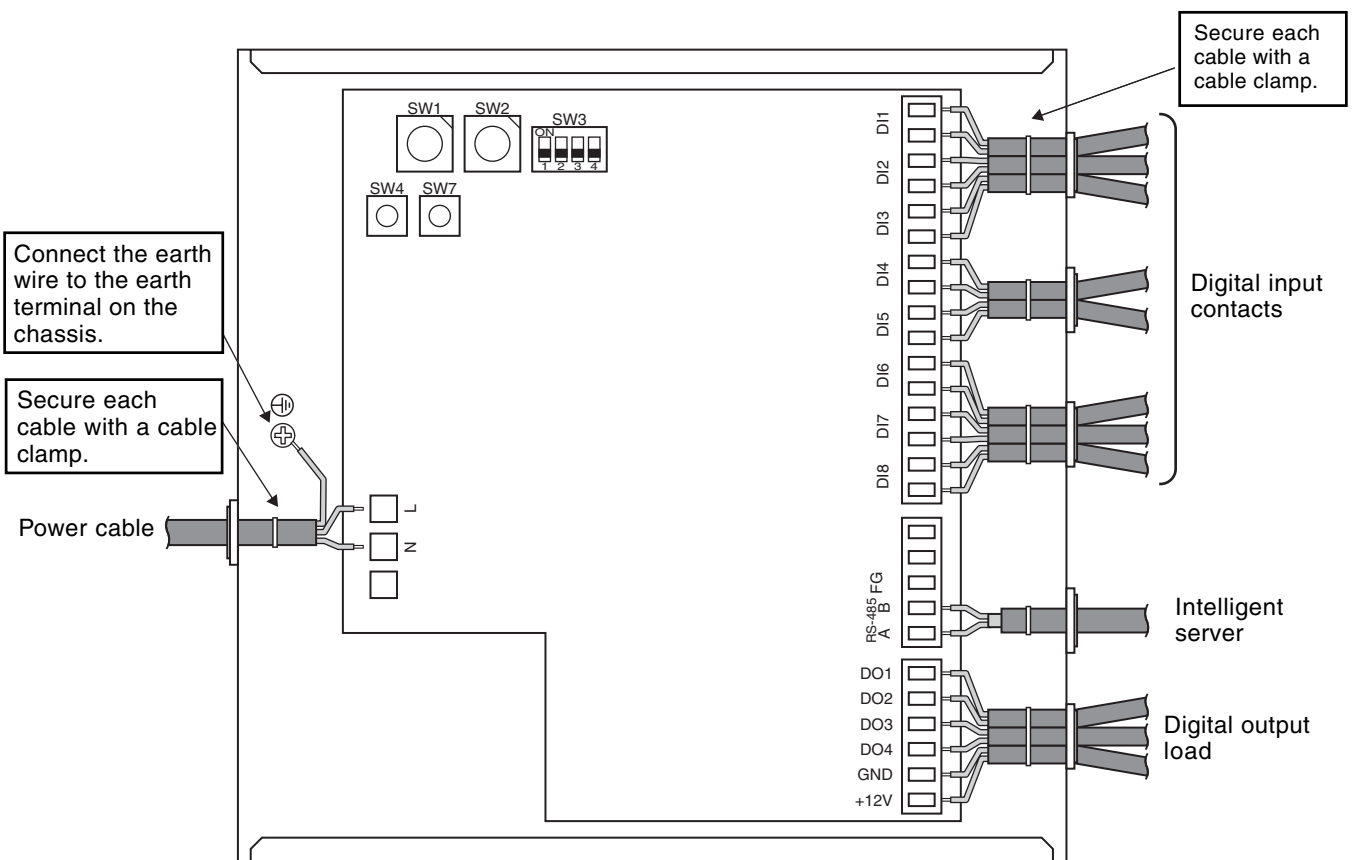 Secure each
cable with a
cable clamp.
SW1
SW2
SW3
ON
1 2 3 4
SW4
SW7
DI1
DI2
DI3
DI4
DI5
DI6
DI7
DI8
Digital input
contacts
Connect the earth
wire to the earth
terminal on the
chassis.
Secure each
cable with a cable
clamp.
Power cable
L
N
FG
RS-485
B
A
Intelligent
server
DO1
DO2
DO3
DO4
GND
+12V
Digital output
load